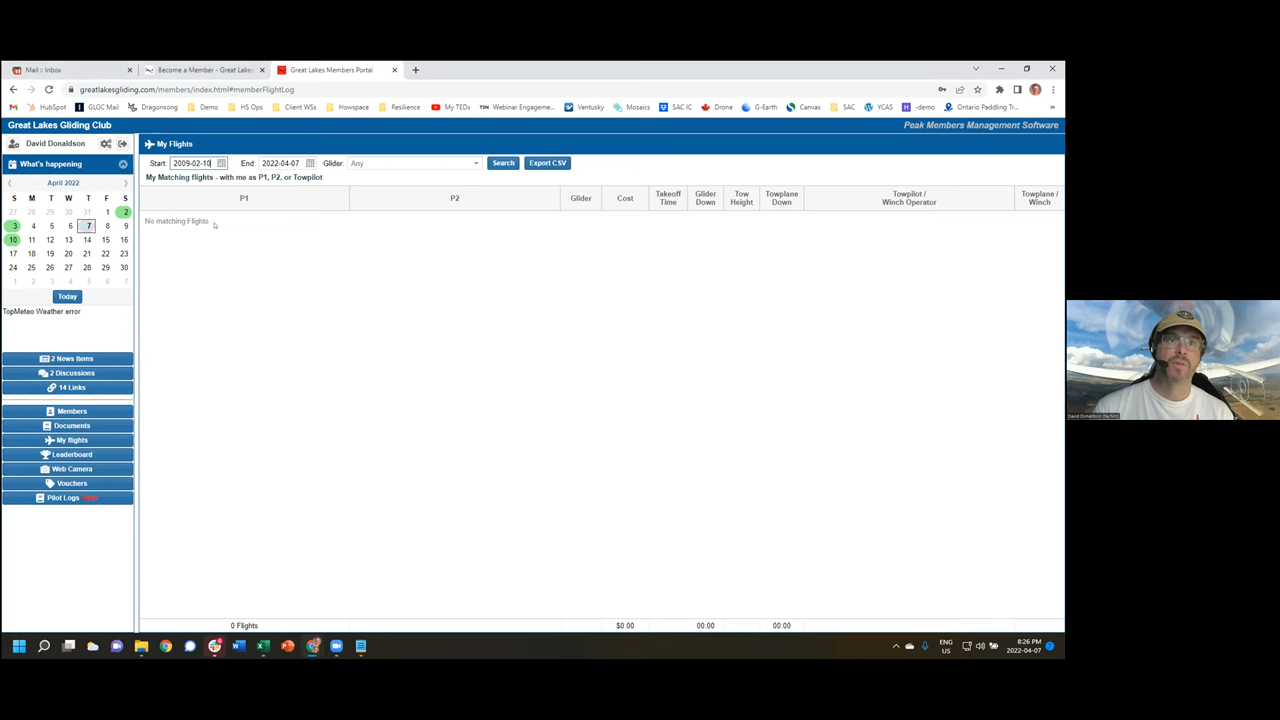 Mail :: Inbox
Become a Member - Great Lakes
Great Lakes Members Portal
greatlakesgliding.com/members/index.html#memberFlightLog
HubSpot
GLGC Mail
Dragonsong
Demo
HS Ops
Client WSs
Howspace
Resilience
My TEDx
Webinar Engageme...
Ventusky
Mosaics
SAC IC
Drone
G-Earth
Canvas
SAC
YCAS
-demo
Ontario Paddling Tr...
Great Lakes Gliding Club
Peak Members Management Software
David Donaldson
What's happening
April 2022
S M T W T F S
27 28 29 30 31 1 2
3 4 5 6 7 8 9
10 11 12 13 14 15 16
17 18 19 20 21 22 23
24 25 26 27 28 29 30
1 2 3 4 5 6 7
Today
TopMeteo Weather error
2 News Items
2 Discussions
14 Links
Members
Documents
My flights
Leaderboard
Web Camera
Vouchers
Pilot Logs New
My Flights
Start: 2009-02-10 End: 2022-04-07 Glider: Any Search Export CSV
My Matching flights - with me as P1, P2, or Towpilot
P1
P2
Glider
Cost
Takeoff
Time
Glider
Down
Tow
Height
Towplane
Down
Towpilot /
Winch Operator
Towplane /
Winch
No matching Flights
0 Flights
$0.00
00:00
00:00
ENG
US
8:26 PM
2022-04-07
David Donaldson (he/him)